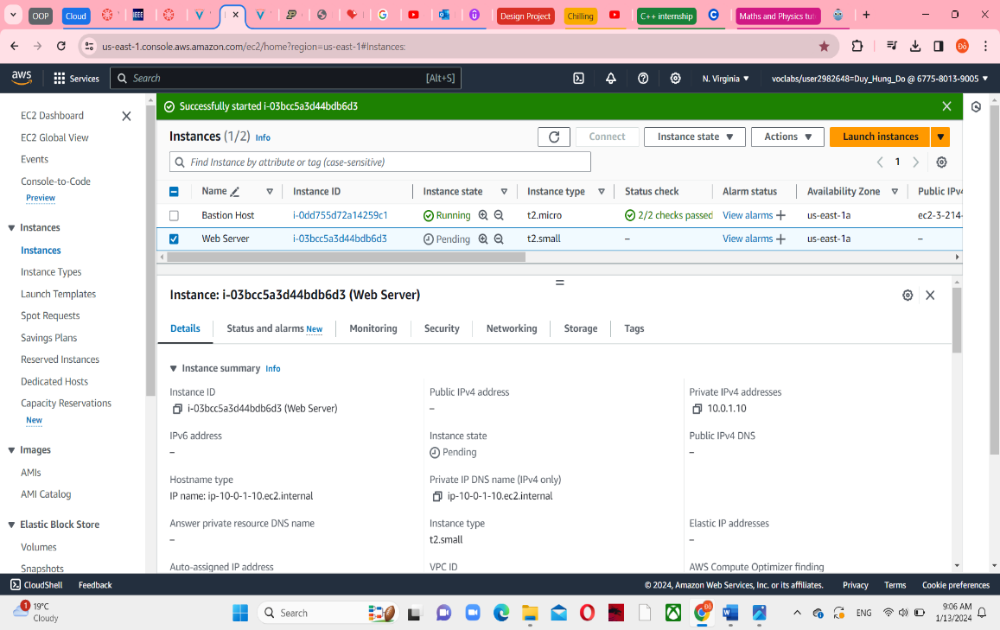 OOP
Cloud
IEEE
Design Project
Chilling
C++ internship
Maths and Physics tu
us-east-1.console.aws.amazon.com/ec2/home?region=us-east-1#Instances:
aws
Services
Search
[Alt+S]
N. Virginia
voclabs/user2982648=Duy_Hung_Do @ 6775-8013-9005
EC2 Dashboard
EC2 Global View
Events
Console-to-Code
Preview
Instances
Instances
Instance Types
Launch Templates
Spot Requests
Savings Plans
Reserved Instances
Dedicated Hosts
Capacity Reservations
New
Images
AMIs
AMI Catalog
Elastic Block Store
Volumes
Snapshots
Successfully started i-03bcc5a3d44bdb6d3
Instances (1/2) Info
Connect
Instance state
Actions
Launch instances
Find Instance by attribute or tag (case-sensitive)
1
Name Instance ID Instance state Instance type Status check Alarm status Availability Zone Public IPv4
Bastion Host i-0dd755d72a14259c1 Running t2.micro 2/2 checks passed View alarms + us-east-1a ec2-3-214-
Web Server i-03bcc5a3d44bdb6d3 Pending t2.small – View alarms + us-east-1a –
Instance: i-03bcc5a3d44bdb6d3 (Web Server)
Details Status and alarms New Monitoring Security Networking Storage Tags
Instance summary Info
Instance ID
i-03bcc5a3d44bdb6d3 (Web Server)
Public IPv4 address
–
Private IPv4 addresses
10.0.1.10
IPv6 address
–
Instance state
Pending
Public IPv4 DNS
–
Hostname type
IP name: ip-10-0-1-10.ec2.internal
Private IP DNS name (IPv4 only)
ip-10-0-1-10.ec2.internal
Answer private resource DNS name
–
Instance type
t2.small
Elastic IP addresses
–
Auto-assigned IP address
VPC ID
AWS Compute Optimizer finding
CloudShell
Feedback
© 2024, Amazon Web Services, Inc. or its affiliates.
Privacy
Terms
Cookie preferences
1
19°C
Cloudy
Search
ENG
9:06 AM
1/13/2024